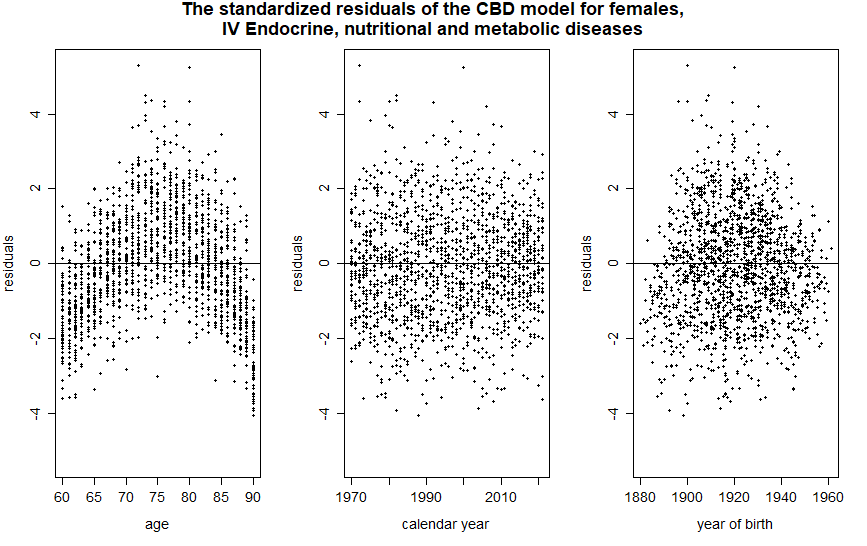 The standardized residuals of the CBD model for females,
IV Endocrine, nutritional and metabolic diseases
residuals
4
2
0
-2
-4
60 65 70 75 80 85 90
age
residuals
4
2
0
-2
-4
1970 1990 2010
calendar year
residuals
4
2
0
-2
-4
1880 1900 1920 1940 1960
year of birth